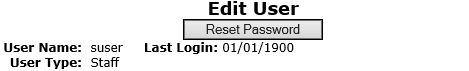 Edit User
Reset Password
User Name: suser Last Login: 01/01/1900
User Type: Staff